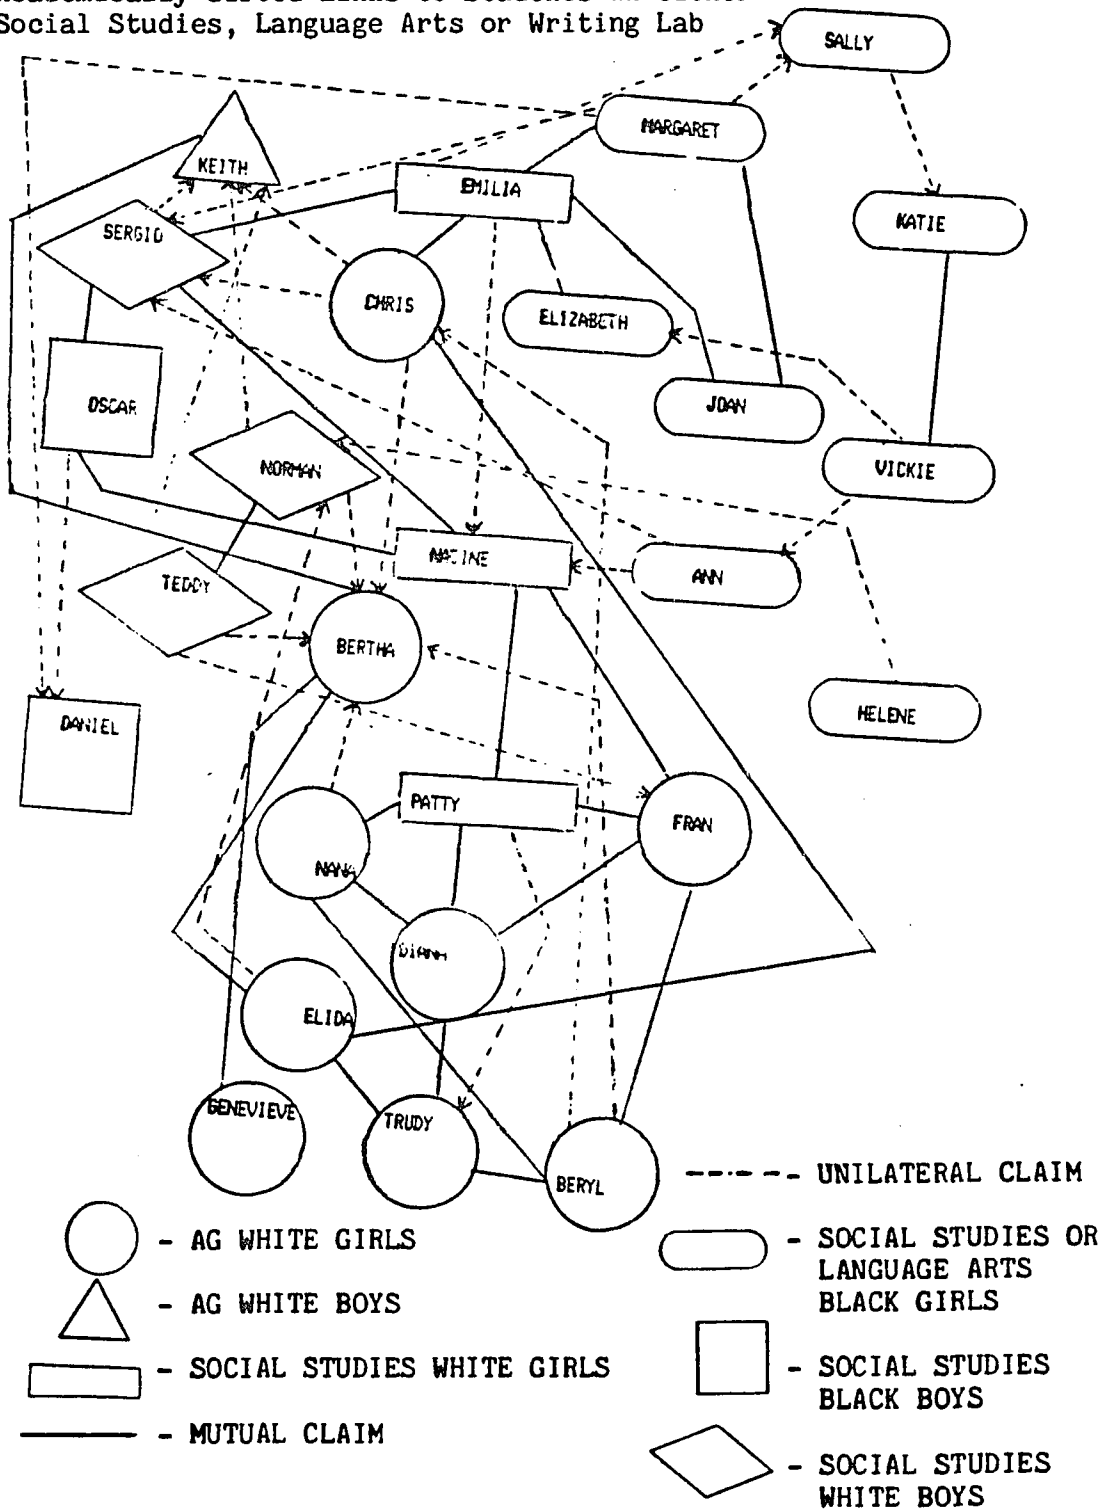 Social Studies, Language Arts or Writing Lab
SALLY
MARGARET
KEITH
EMILIA
KATIE
SERGIO
CHRIS
ELIZABETH
OSCAR
JOAN
NORMAN
VICKIE
NADINE
TEDDY
ANN
BERTHA
DANIEL
HELENE
PATTY
FRAN
NANA
DIANA
ELIDA
GENEVIEVE
TRUDY
BERYL
- UNILATERAL CLAIM
- AG WHITE GIRLS
- SOCIAL STUDIES OR
LANGUAGE ARTS
BLACK GIRLS
- AG WHITE BOYS
- SOCIAL STUDIES WHITE GIRLS
- SOCIAL STUDIES
BLACK BOYS
- MUTUAL CLAIM
- SOCIAL STUDIES
WHITE BOYS